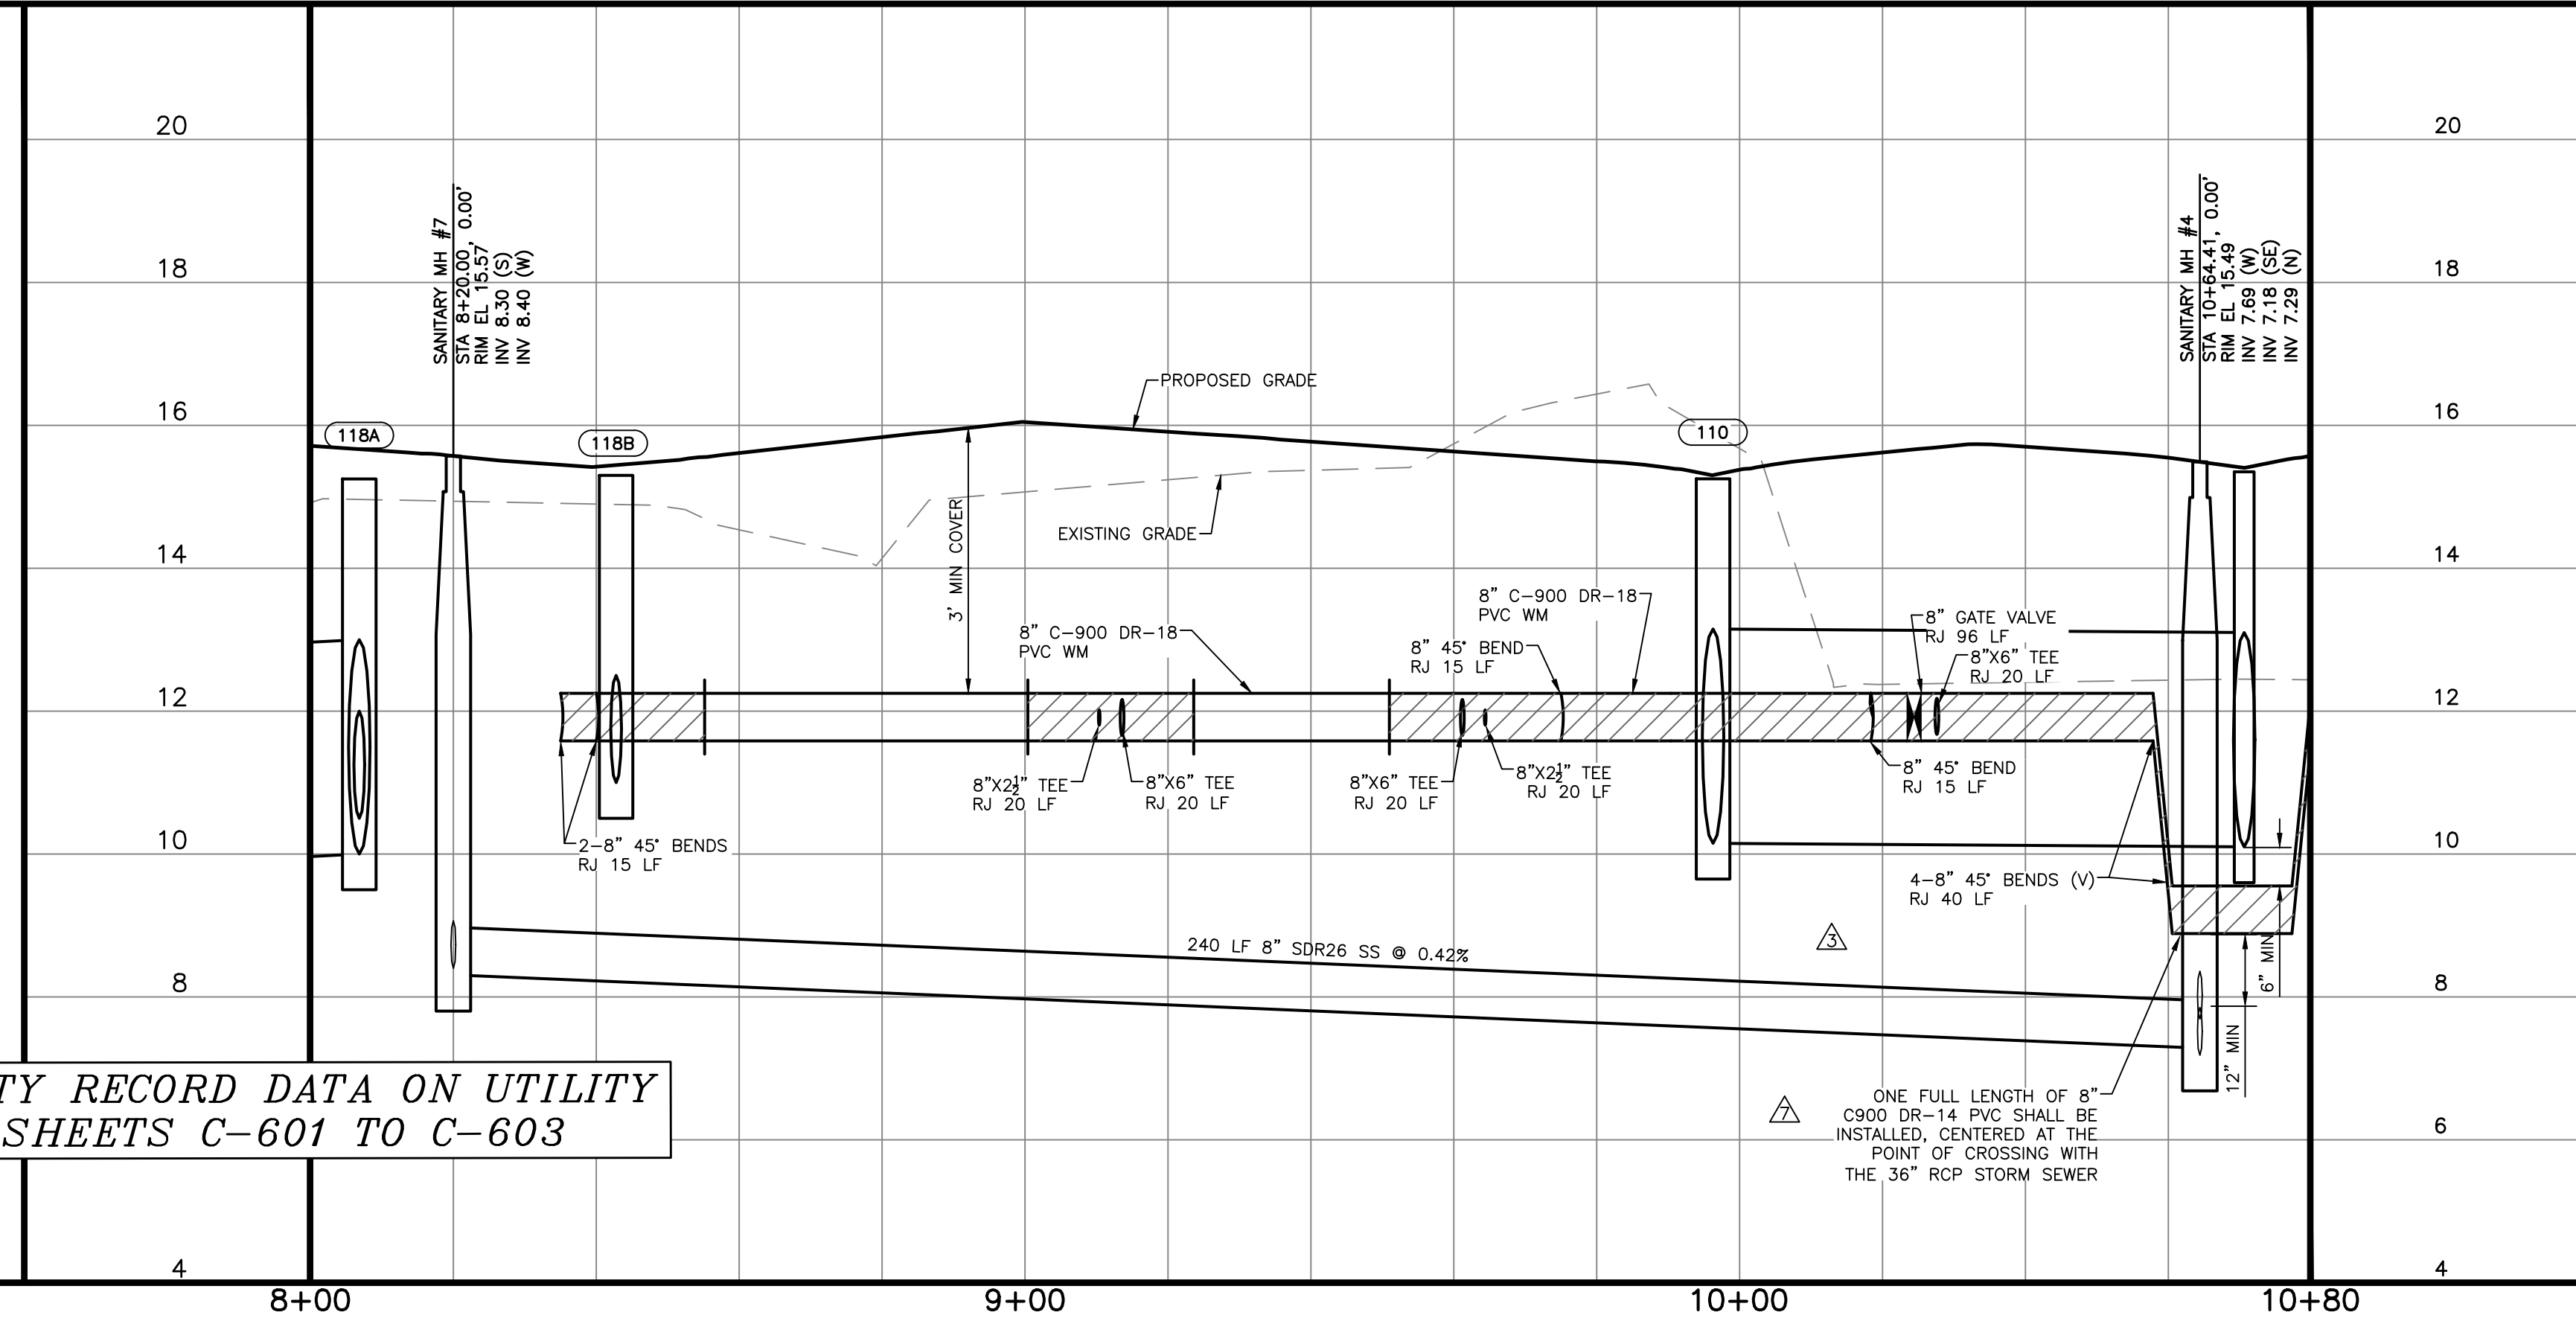 20
18
16
14
12
10
8
4
20
18
16
14
12
10
8
6
4
SANITARY MH #7
STA 8+20.00, 0.00'
RIM EL 15.57
INV 8.30 (S)
INV 8.40 (W)
SANITARY MH #4
STA 10+64.41, 0.00'
RIM EL 15.49
INV 7.69 (W)
INV 7.18 (SE)
INV 7.29 (N)
118A
118B
110
PROPOSED GRADE
EXISTING GRADE
3' MIN COVER
8" C-900 DR-18
PVC WM
8" C-900 DR-18
PVC WM
8" 45° BEND
RJ 15 LF
8" GATE VALVE
RJ 96 LF
8"X6" TEE
RJ 20 LF
8"X2½" TEE
RJ 20 LF
8"X6" TEE
RJ 20 LF
8"X6" TEE
RJ 20 LF
8"X2½" TEE
RJ 20 LF
8" 45° BEND
RJ 15 LF
2-8" 45° BENDS
RJ 15 LF
4-8" 45° BENDS (V)
RJ 40 LF
240 LF 8" SDR26 SS @ 0.42%
3
6" MIN
12" MIN
7
ONE FULL LENGTH OF 8"
C900 DR-14 PVC SHALL BE
INSTALLED, CENTERED AT THE
POINT OF CROSSING WITH
THE 36" RCP STORM SEWER
TY RECORD DATA ON UTILITY
SHEETS C-601 TO C-603
8+00
9+00
10+00
10+80